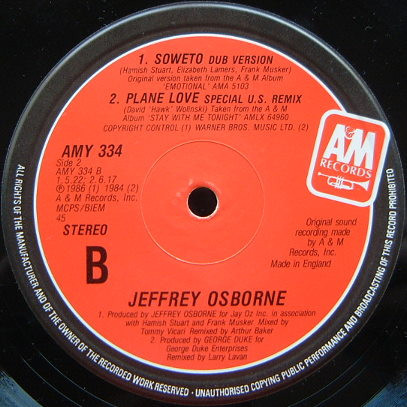 1. SOWETO DUB VERSION
(Hamish Stuart, Elizabeth Lamers, Frank Musker)
Original version taken from the A & M Album
'EMOTIONAL' AMA 5103
2. PLANE LOVE SPECIAL U.S. REMIX
(David 'Hawk' Wolinski) Taken from the A & M
Album 'STAY WITH ME TONIGHT' AMLX 64960
COPYRIGHT CONTROL (1) WARNER BROS. MUSIC LTD. (2)
AMY 334
Side 2
AMY 334 B
1. 5.22; 2. 6.17
℗ 1986 (1) 1984 (2)
A & M Records, Inc.
MCPS/BIEM
45
STEREO
B
A&M
RECORDS
Original sound
recording made
by A & M
Records, Inc.
Made in England
JEFFREY OSBORNE
1. Produced by JEFFREY OSBORNE for Jay Oz Inc. in association
with Hamish Stuart and Frank Musker. Mixed by
Tommy Vicari Remixed by Arthur Baker
2. Produced by GEORGE DUKE for
George Duke Enterprises
Remixed by Larry Lavan
ALL RIGHTS OF THE MANUFACTURER AND OF THE OWNER OF THE RECORDED WORK RESERVED · UNAUTHORISED COPYING PUBLIC PERFORMANCE AND BROADCASTING OF THIS RECORD PROHIBITED